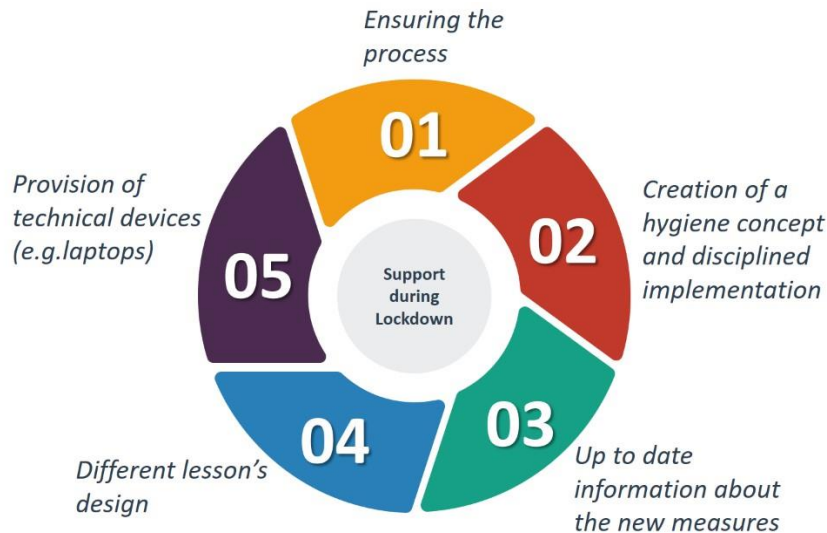 Ensuring the
process
01
02
Creation of a
hygiene concept
and disciplined
implementation
03
Up to date
information about
the new measures
04
Different lesson's
design
05
Provision of
technical devices
(e.g.laptops)
Support
during
Lockdown